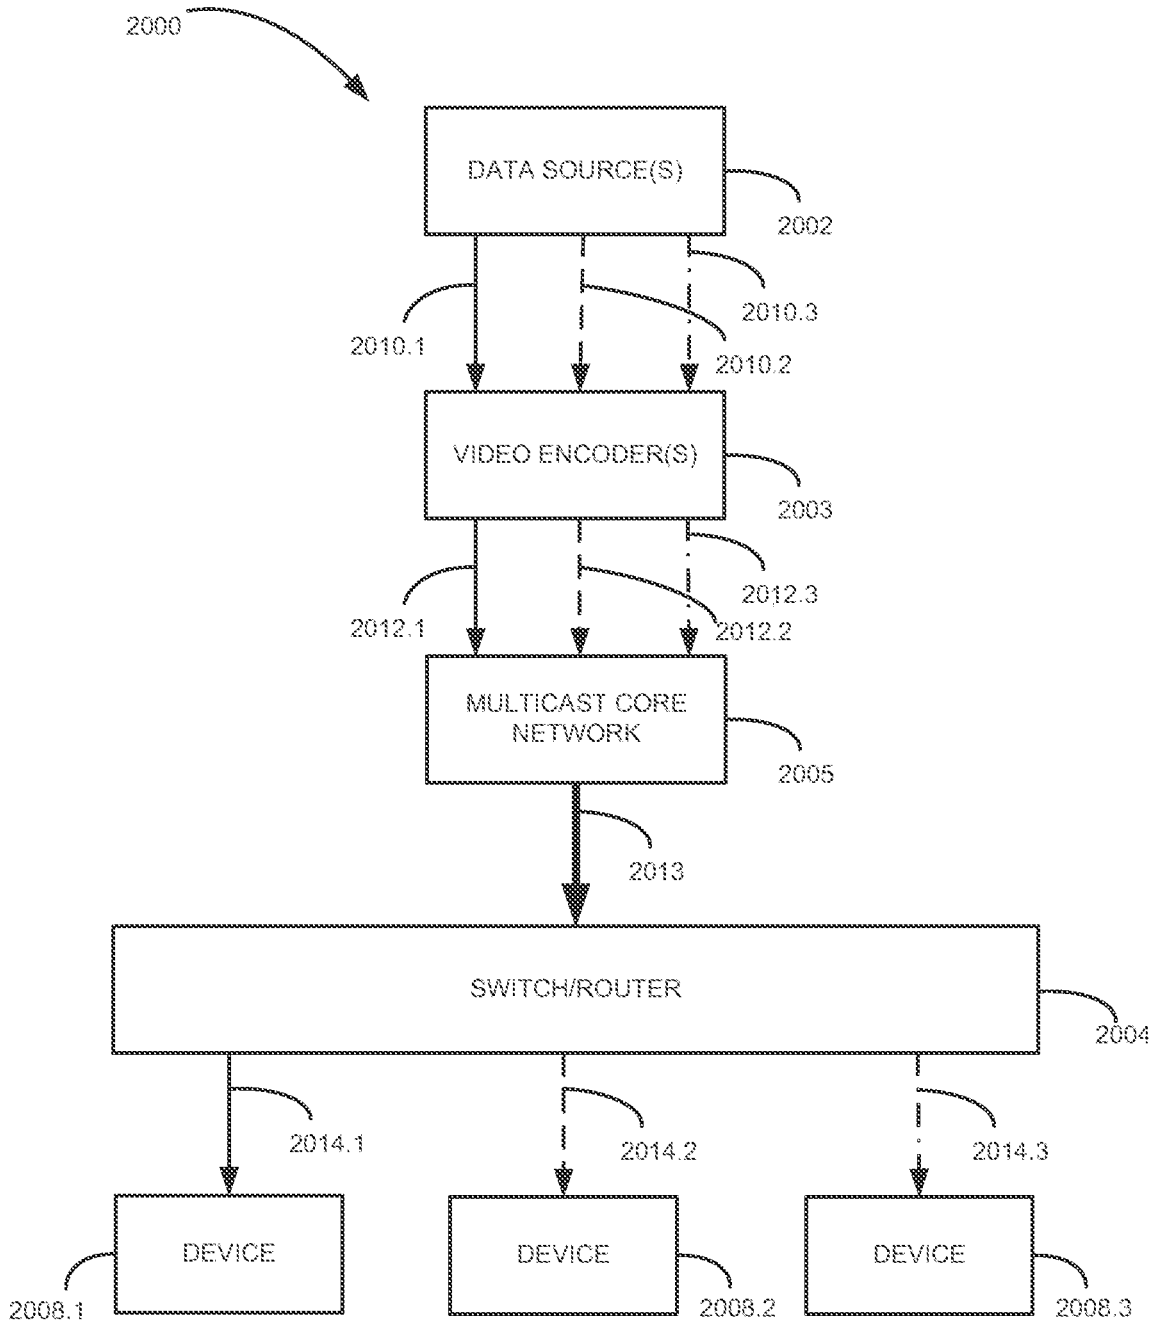 2000
DATA SOURCE(S)
2002
2010.3
2010.1
2010.2
VIDEO ENCODER(S)
2003
2012.3
2012.1
2012.2
MULTICAST CORE
NETWORK
2005
2013
SWITCH/ROUTER
2004
2014.1
2014.2
2014.3
DEVICE
DEVICE
DEVICE
2008.1
2008.2
2008.3